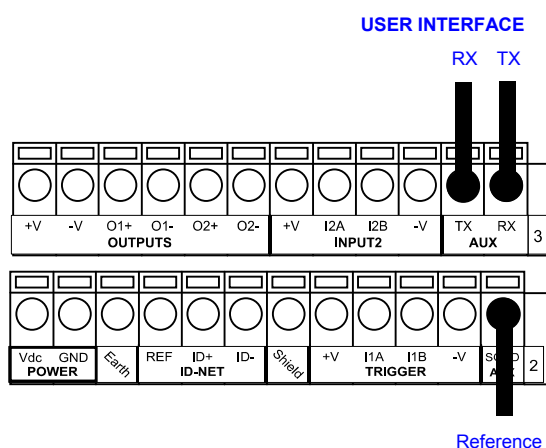 USER INTERFACE
RX TX
+V -V O1+ O1- O2+ O2- +V I2A I2B -V TX RX
OUTPUTS INPUT2 AUX 3
Vdc GND Earth REF ID+ ID- Shield +V I1A I1B -V
POWER ID-NET TRIGGER 2
Reference